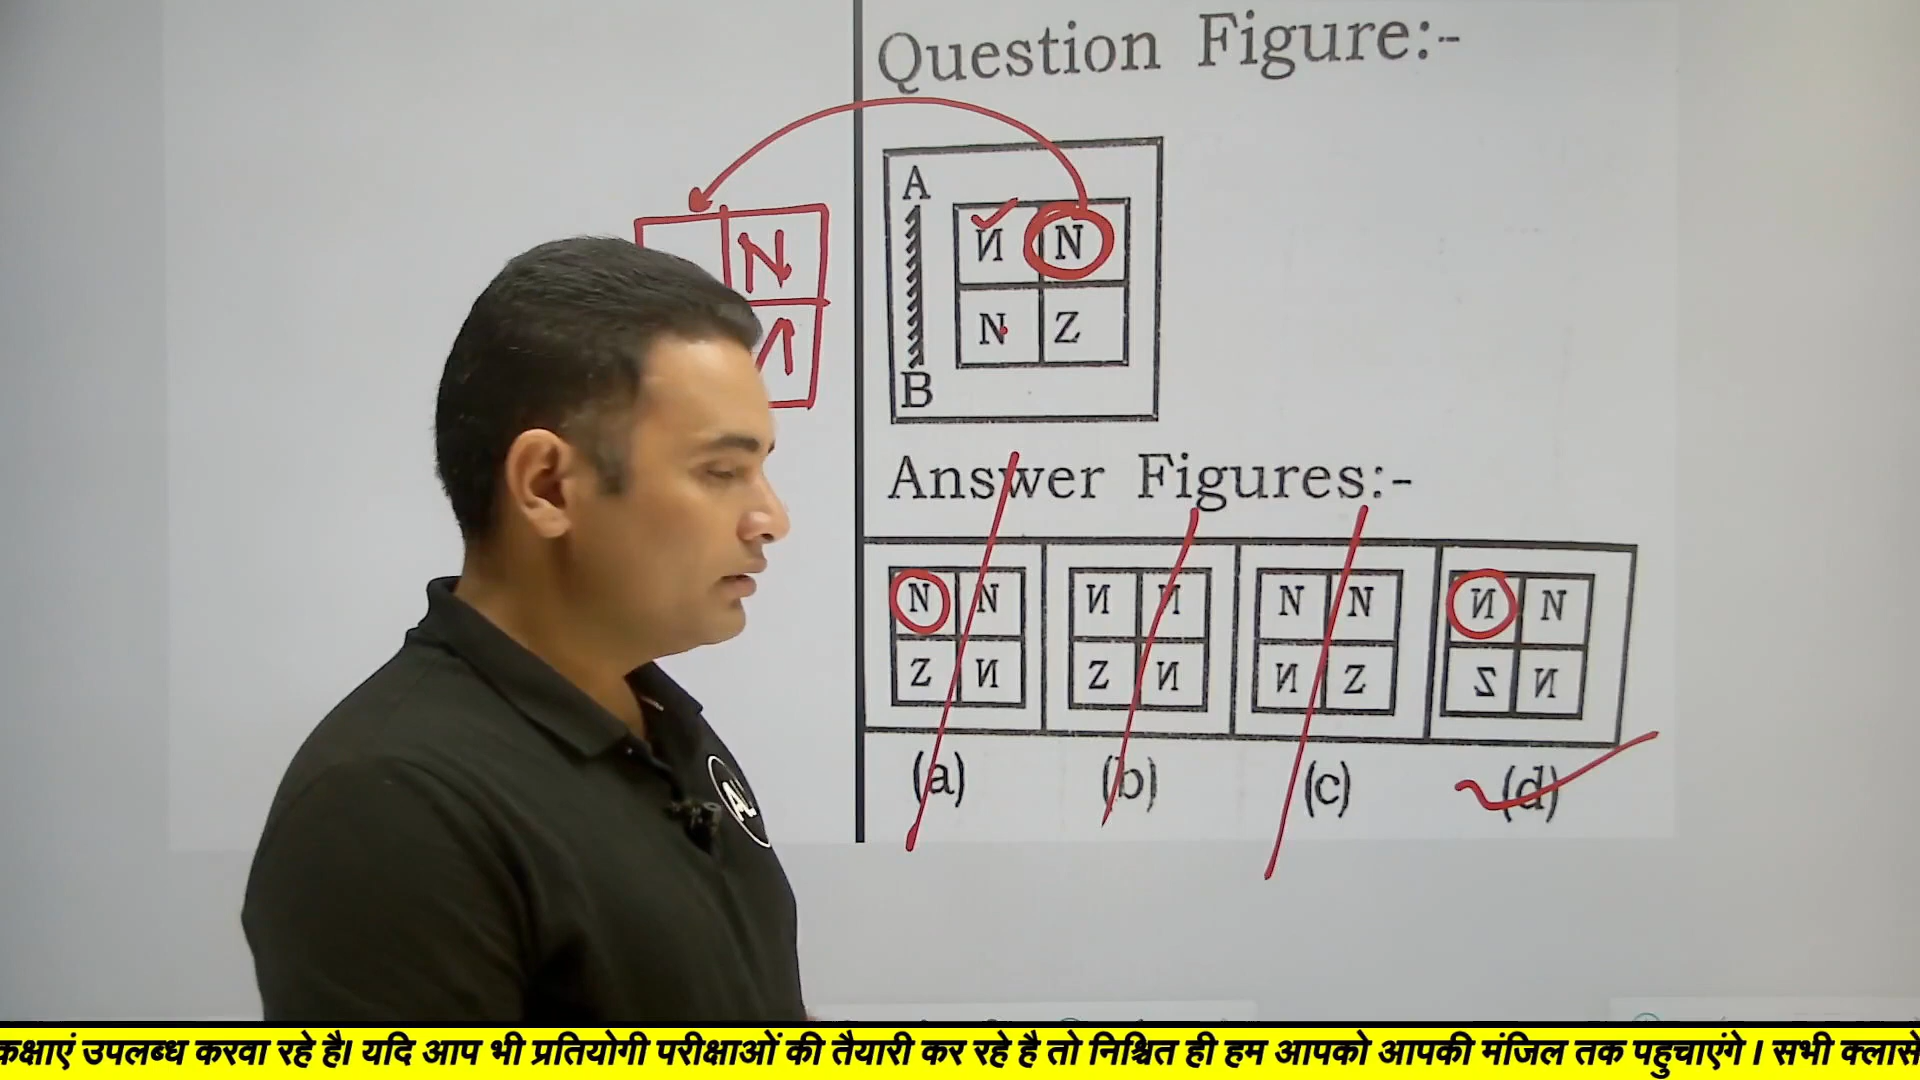 Question Figure:-
A
И N
N
N Z
И
B
Answer Figures:-
N N И И N N И N
Z И Z И И Z S И
(a) (b) (c) (d)
कक्षाएं उपलब्ध करवा रहे है। यदि आप भी प्रतियोगी परीक्षाओं की तैयारी कर रहे है तो निश्चित ही हम आपको आपकी मंजिल तक पहुचाएंगे । सभी क्लासे